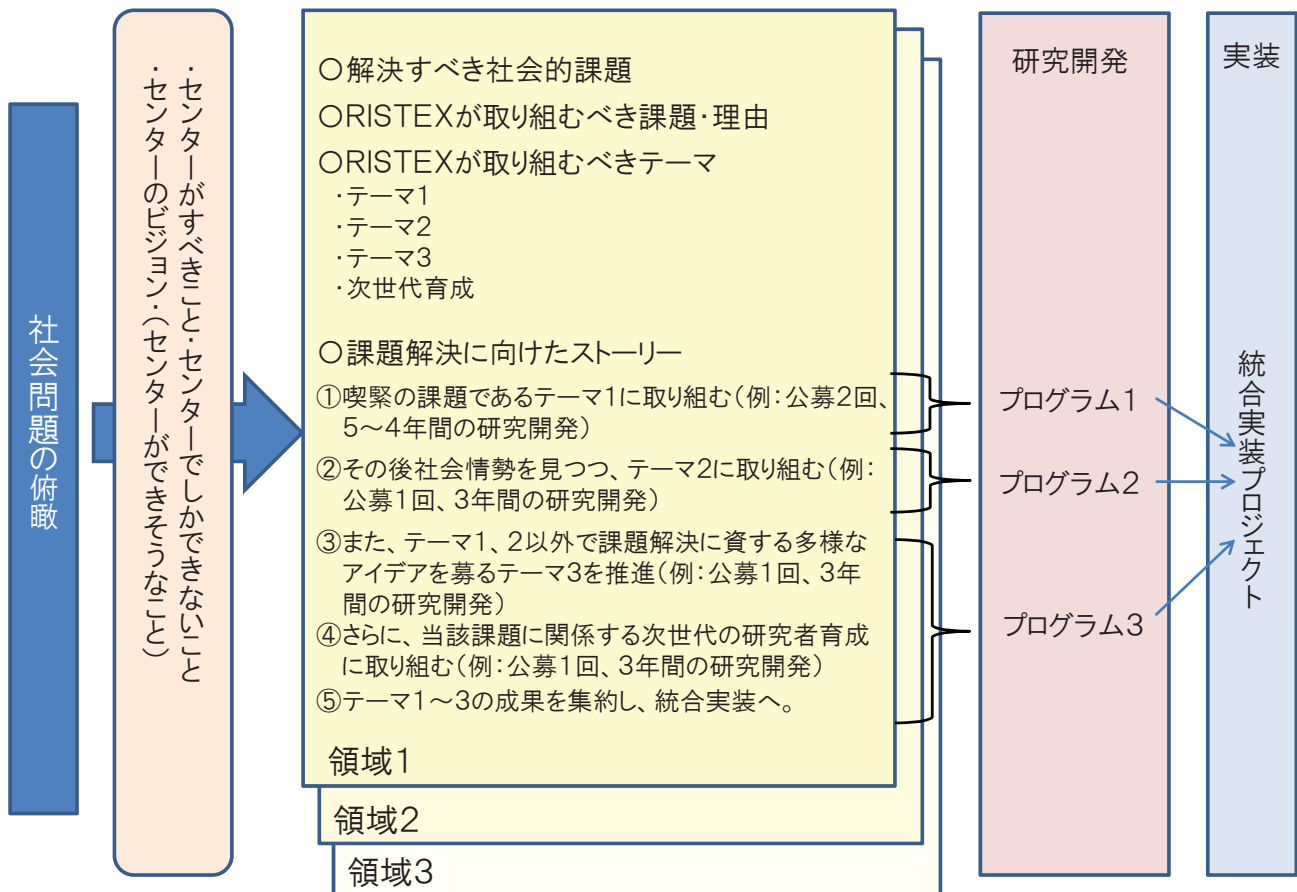 社会問題の俯瞰
・センターがすべきこと・センターでしかできないこと
・センターのビジョン・(センターができそうなこと)
○解決すべき社会的課題
○RISTEXが取り組むべき課題・理由
○RISTEXが取り組むべきテーマ
・テーマ1
・テーマ2
・テーマ3
・次世代育成
○課題解決に向けたストーリー
①喫緊の課題であるテーマ1に取り組む(例:公募2回、
5~4年間の研究開発)
②その後社会情勢を見つつ、テーマ2に取り組む(例:
公募1回、3年間の研究開発)
③また、テーマ1、2以外で課題解決に資する多様な
アイデアを募るテーマ3を推進(例:公募1回、3年
間の研究開発)
④さらに、当該課題に関係する次世代の研究者育成
に取り組む(例:公募1回、3年間の研究開発)
⑤テーマ1~3の成果を集約し、統合実装へ。
領域1
領域2
領域3
研究開発
プログラム1
プログラム2
プログラム3
実装
統合実装プロジェクト